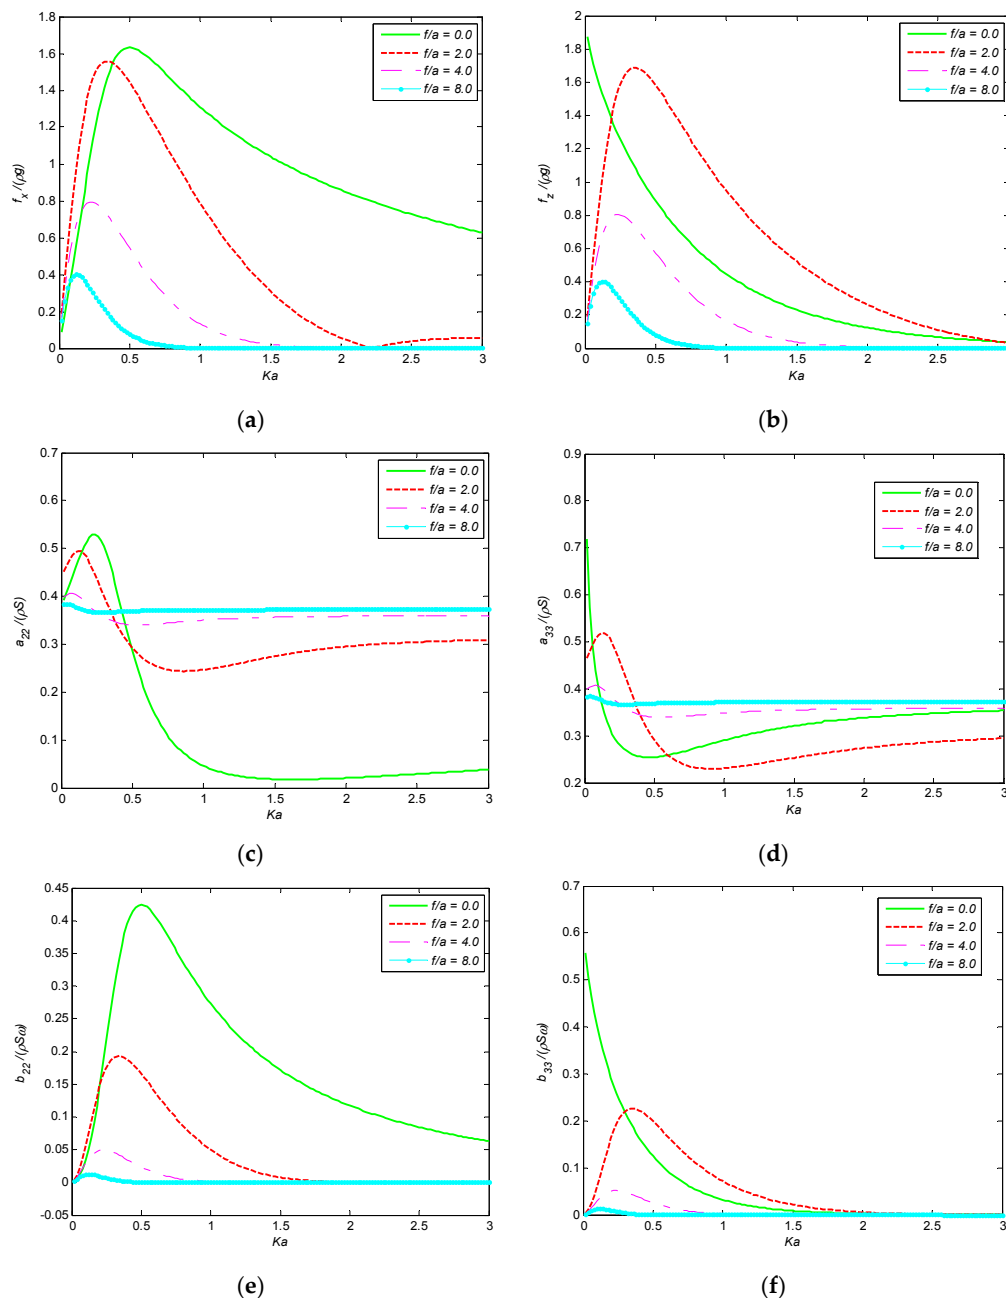 2
1.8
1.6
1.4
1.2
1
0.8
0.6
0.4
0.2
0
f_x/(ρg)
0 0.5 1 1.5 2 2.5 3
Ka
f/a = 0.0
f/a = 2.0
f/a = 4.0
f/a = 8.0
(a)
2
1.8
1.6
1.4
1.2
1
0.8
0.6
0.4
0.2
0
f_z/(ρg)
0 0.5 1 1.5 2 2.5
Ka
f/a = 0.0
f/a = 2.0
f/a = 4.0
f/a = 8.0
(b)
0.7
0.6
0.5
0.4
0.3
0.2
0.1
0
a_22/(ρS)
0 0.5 1 1.5 2 2.5 3
Ka
f/a = 0.0
f/a = 2.0
f/a = 4.0
f/a = 8.0
(c)
0.9
0.8
0.7
0.6
0.5
0.4
0.3
0.2
a_33/(ρS)
0 0.5 1 1.5 2 2.5 3
Ka
f/a = 0.0
f/a = 2.0
f/a = 4.0
f/a = 8.0
(d)
0.45
0.4
0.35
0.3
0.25
0.2
0.15
0.1
0.05
0
-0.05
b_22/(ρSω)
0 0.5 1 1.5 2 2.5 3
Ka
f/a = 0.0
f/a = 2.0
f/a = 4.0
f/a = 8.0
(e)
0.7
0.6
0.5
0.4
0.3
0.2
0.1
0
b_33/(ρSω)
0 0.5 1 1.5 2 2.5 3
Ka
f/a = 0.0
f/a = 2.0
f/a = 4.0
f/a = 8.0
(f)